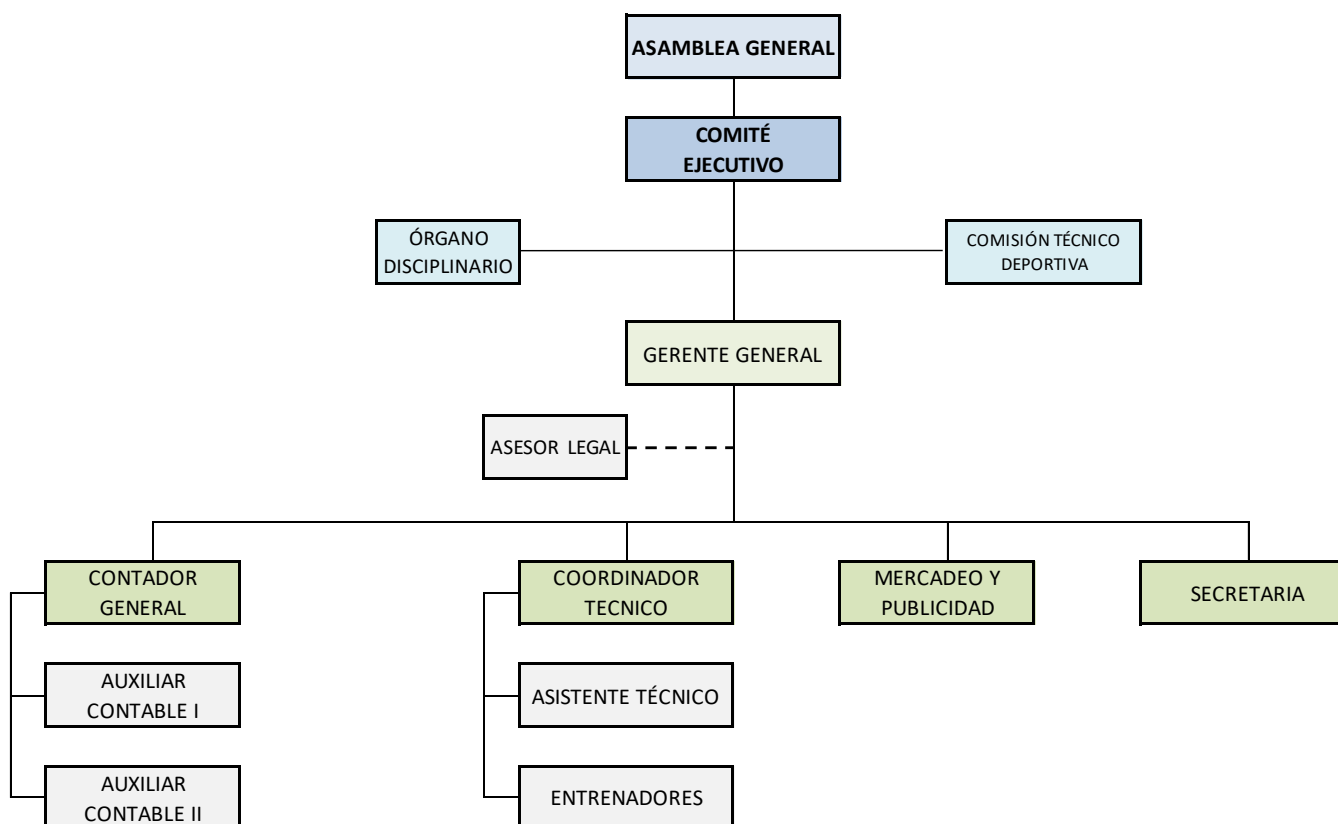 ASAMBLEA GENERAL
COMITÉ
EJECUTIVO
ÓRGANO
DISCIPLINARIO
COMISIÓN TÉCNICO
DEPORTIVA
GERENTE GENERAL
ASESOR LEGAL
CONTADOR
GENERAL
COORDINADOR
TECNICO
MERCADEO Y
PUBLICIDAD
SECRETARIA
AUXILIAR
CONTABLE I
ASISTENTE TÉCNICO
AUXILIAR
CONTABLE II
ENTRENADORES